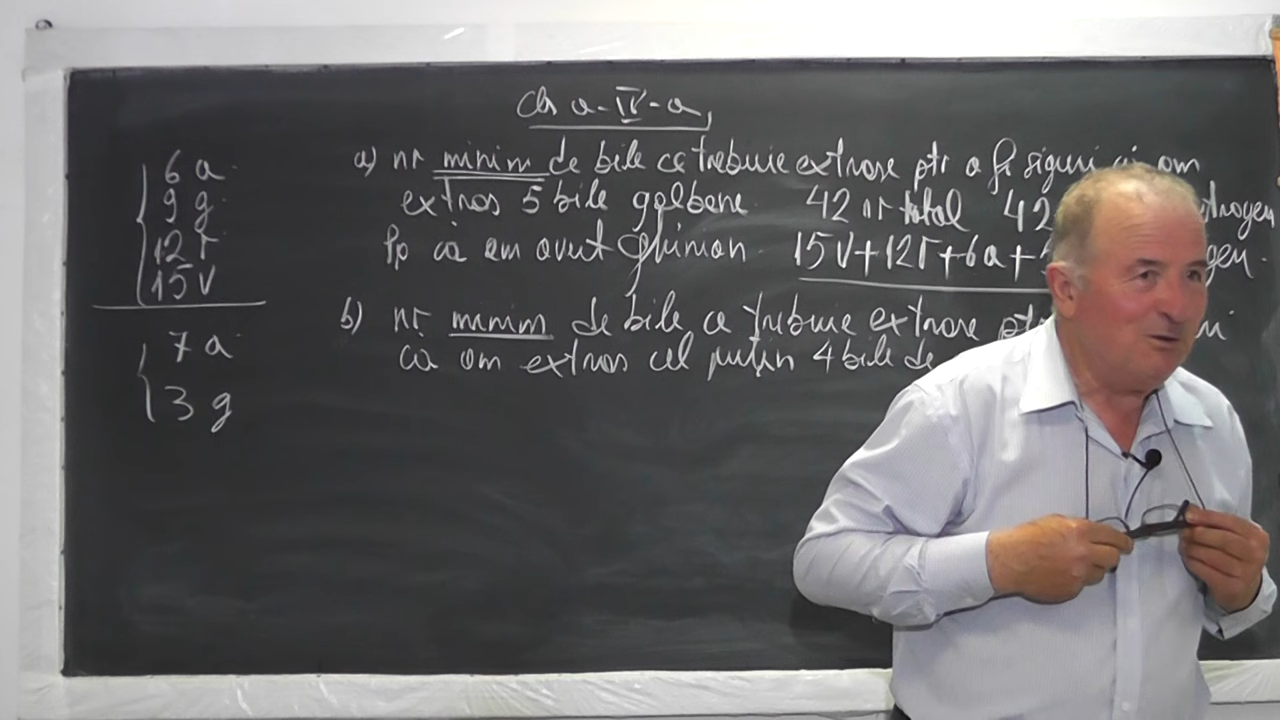 Cls a-IV-a
6 a
9 g
12 r
15 V
7 a
3 g
a) nr minim de bile ce trebuie extrase ptr a fi siguri că am
extras 5 bile galbene 42 nr total 42
Pp că am avut ghinion 15V+12r+6a+
b) nr minim de bile ce trebuie extrase
că am extras cel puțin 4 bile de